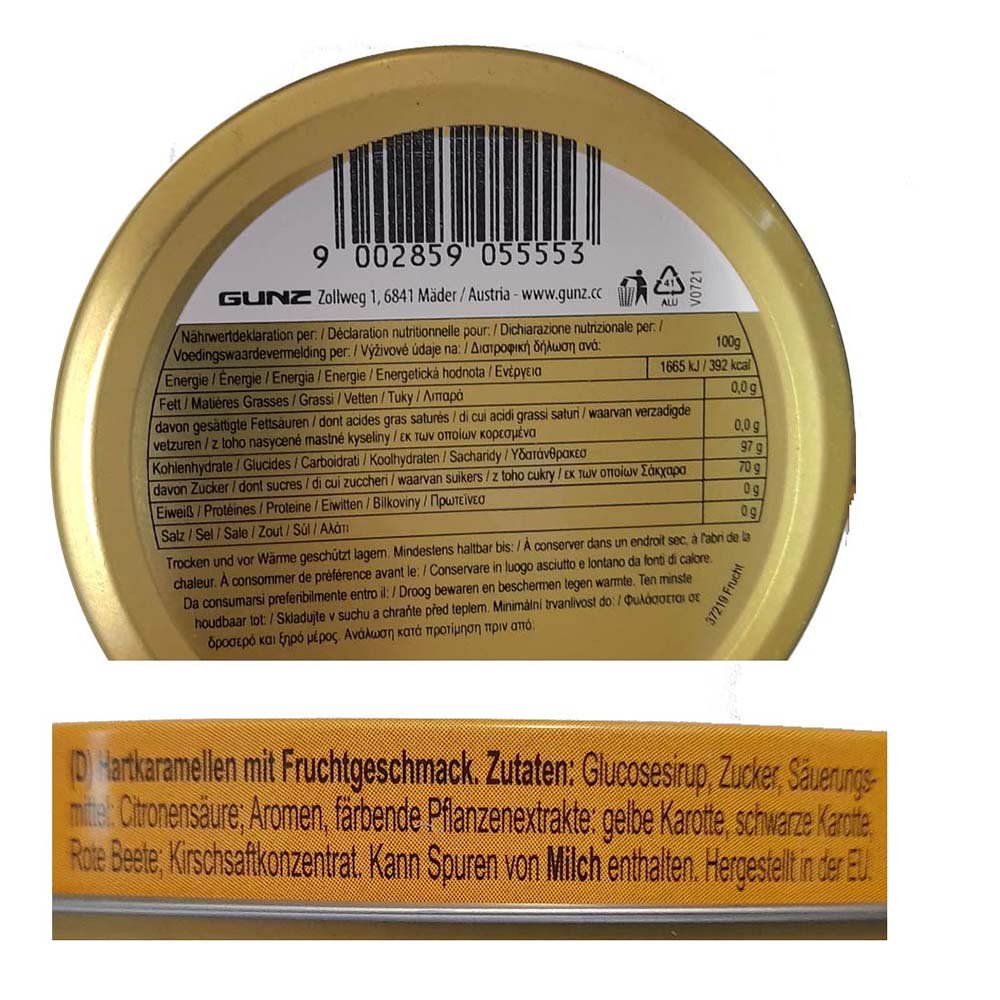 9 002859 055553
GUNZ Zollweg 1, 6841 Mäder / Austria - www.gunz.cc
41
ALU
V0721
Nährwertdeklaration per: / Déclaration nutritionnelle pour: / Dichiarazione nutrizionale per: /
Voedingswaardevermelding per: / Výživové údaje na: / Διατροφική δήλωση ανά: 100g
Energie / Énergie / Energia / Energie / Energetická hodnota / Ενέργεια 1665 kJ / 392 kcal
Fett / Matières Grasses / Grassi / Vetten / Tuky / Λιπαρά 0,0 g
davon gesättigte Fettsäuren / dont acides gras saturés / di cui acidi grassi saturi / waarvan verzadigde
vetzuren / z toho nasycené mastné kyseliny / εκ των οποίων κορεσμένα 0,0 g
Kohlenhydrate / Glucides / Carboidrati / Koolhydraten / Sacharidy / Υδατάνθρακεσ 97 g
davon Zucker / dont sucres / di cui zuccheri / waarvan suikers / z toho cukry / εκ των οποίων Σάκχαρα 70 g
Eiweiß / Protéines / Proteine / Eiwitten / Bilkoviny / Πρωτεϊνεσ 0 g
Salz / Sel / Sale / Zout / Sůl / Αλάτι 0 g
Trocken und vor Wärme geschützt lagern. Mindestens haltbar bis: / À conserver dans un endroit sec, à l'abri de la
chaleur. À consommer de préférence avant le: / Conservare in luogo asciutto e lontano da fonti di calore.
Da consumarsi preferibilmente entro il: / Droog bewaren en beschermen tegen warmte. Ten minste
houdbaar tot: / Skladujte v suchu a chraňte před teplem. Minimální trvanlivost do: / Φυλάσσεται σε
δροσερό και ξηρό μέρος. Ανάλωση κατά προτίμηση πριν από:
37219 Frucht
(D) Hartkaramellen mit Fruchtgeschmack. Zutaten: Glucosesirup, Zucker, Säuerungs-
mittel: Citronensäure; Aromen, färbende Pflanzenextrakte: gelbe Karotte, schwarze Karotte,
Rote Beete; Kirschsaftkonzentrat. Kann Spuren von Milch enthalten. Hergestellt in der EU.